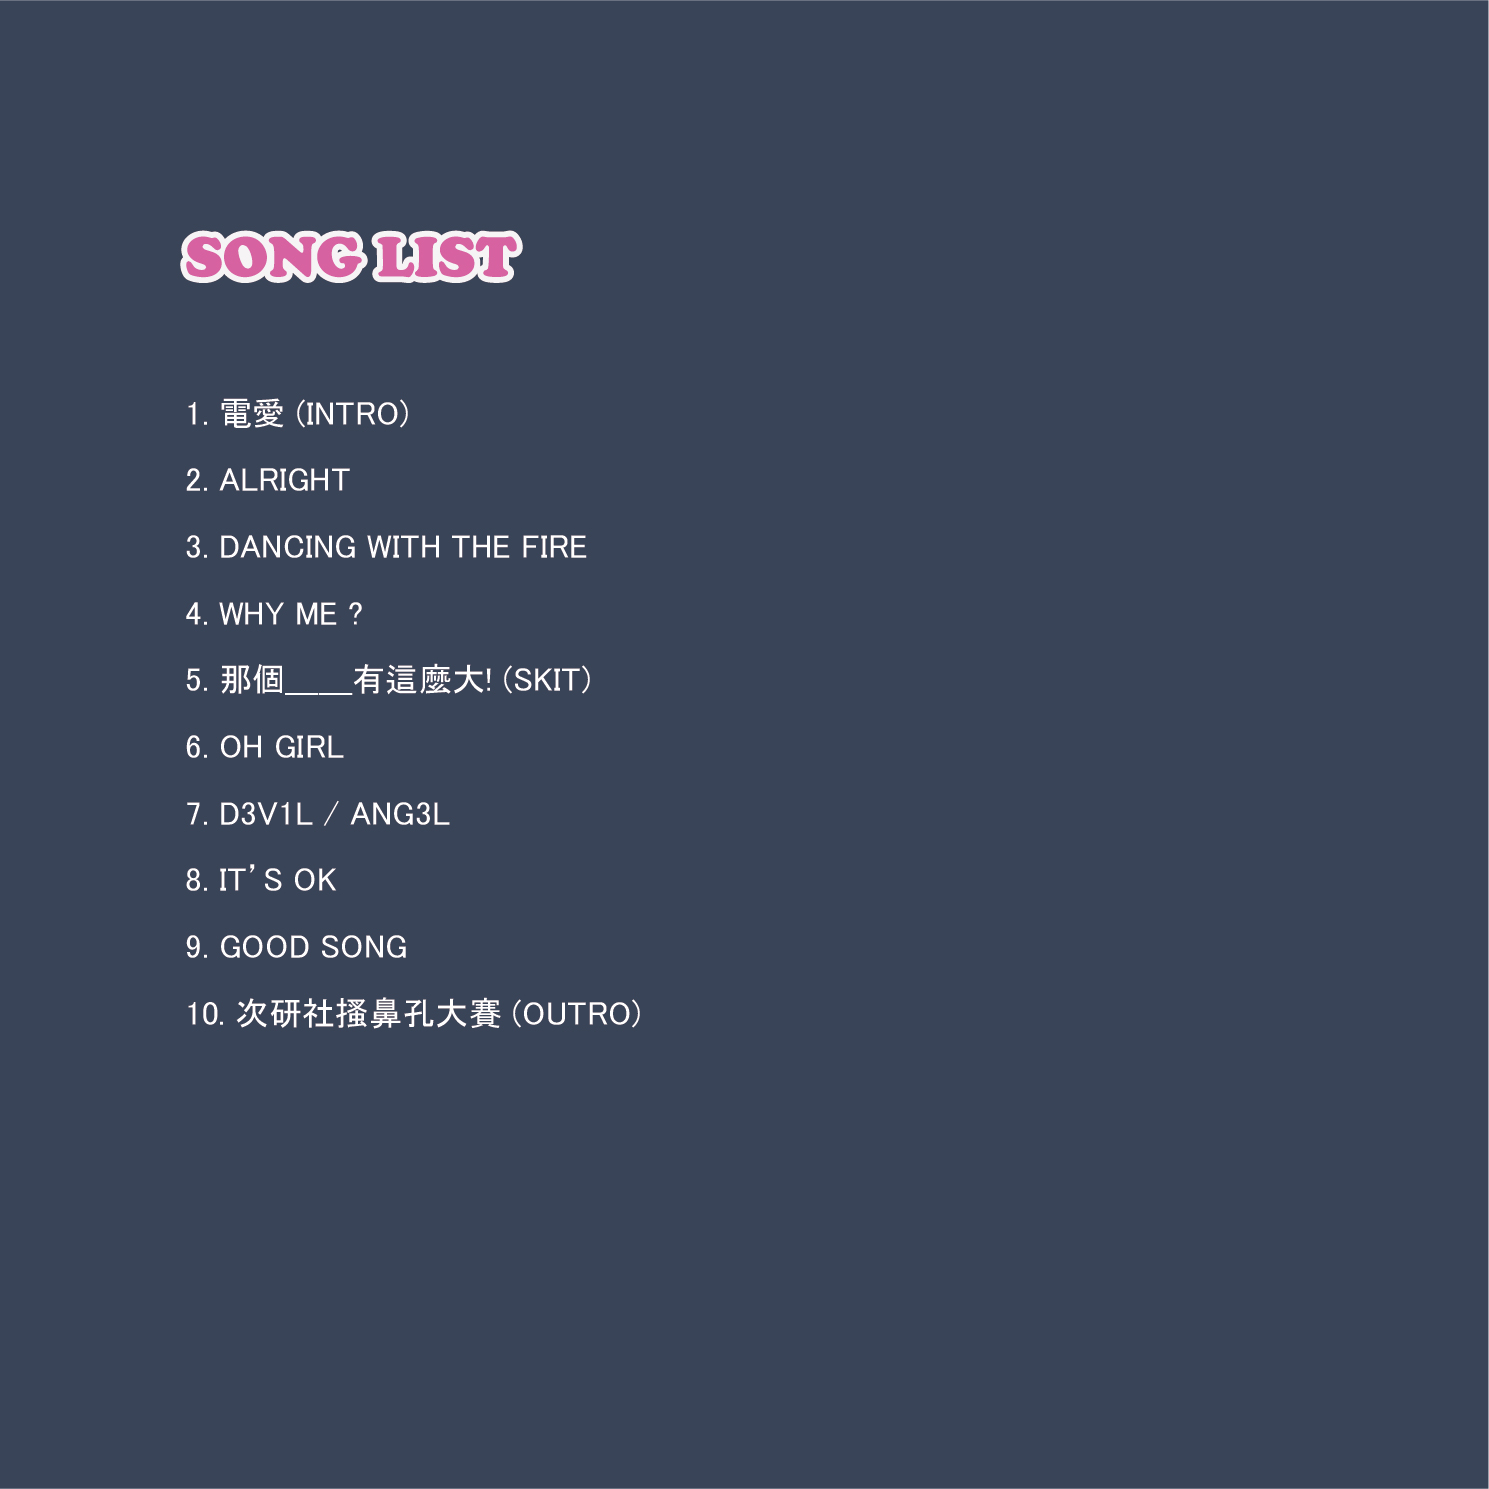 SONG LIST
1. 電愛 (INTRO)
2. ALRIGHT
3. DANCING WITH THE FIRE
4. WHY ME ?
5. 那個____有這麼大! (SKIT)
6. OH GIRL
7. D3V1L / ANG3L
8. IT’S OK
9. GOOD SONG
10. 次研社搔鼻孔大賽 (OUTRO)